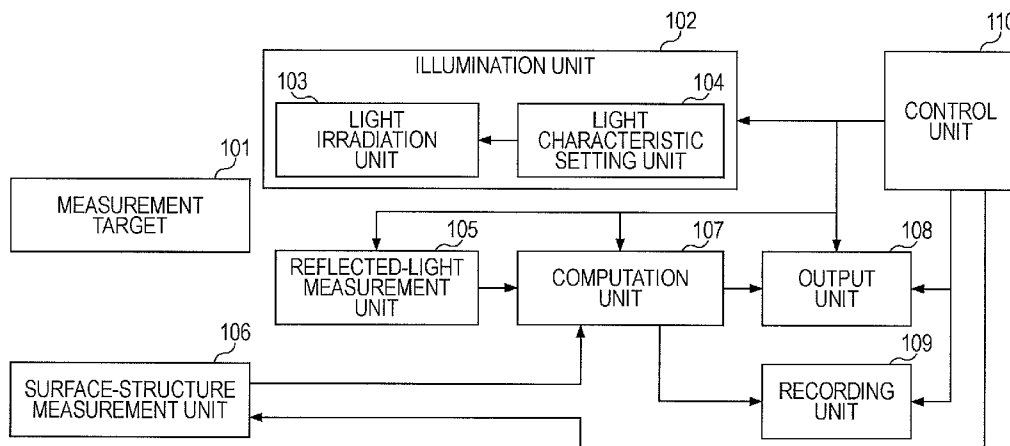 102
110
ILLUMINATION UNIT
103
104
LIGHT
IRRADIATION
UNIT
LIGHT
CHARACTERISTIC
SETTING UNIT
CONTROL
UNIT
101
MEASUREMENT
TARGET
105
107
108
REFLECTED-LIGHT
MEASUREMENT
UNIT
COMPUTATION
UNIT
OUTPUT
UNIT
106
109
SURFACE-STRUCTURE
MEASUREMENT UNIT
RECORDING
UNIT